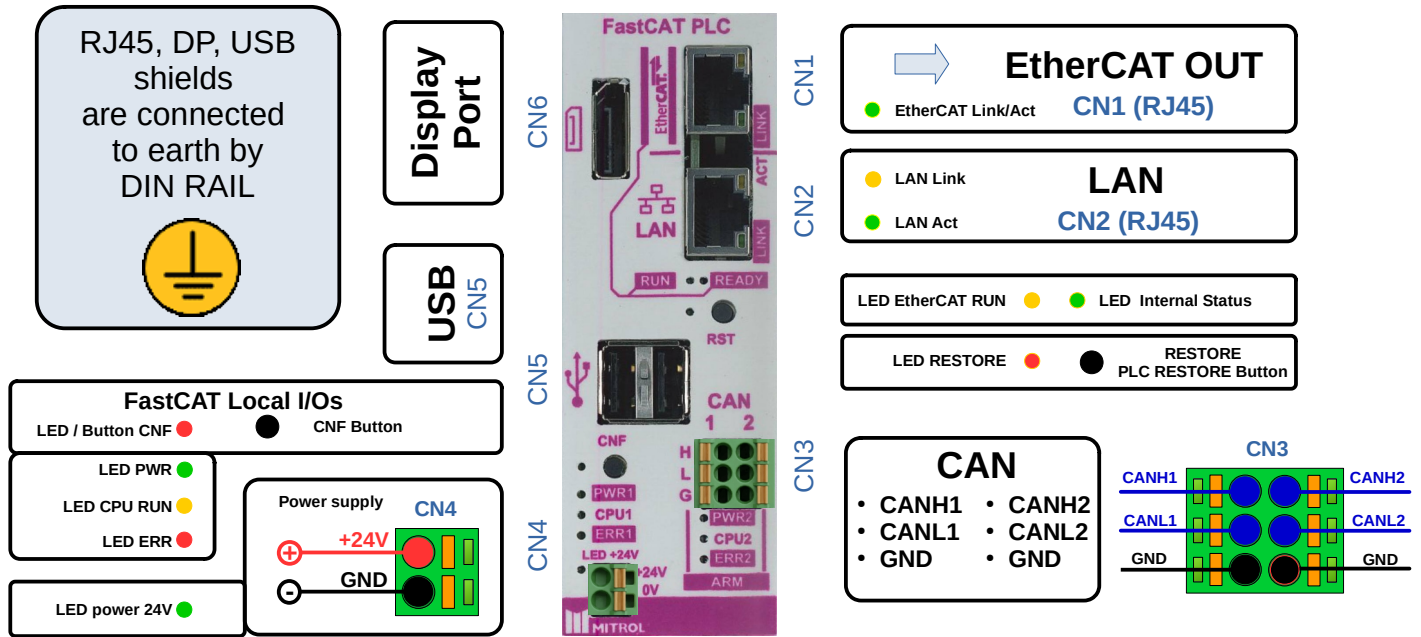 RJ45, DP, USB
shields
are connected
to earth by
DIN RAIL
Display
Port
CN6
USB
CN5
CN5
FastCAT Local I/Os
LED / Button CNF
CNF Button
LED PWR
LED CPU RUN
LED ERR
LED power 24V
Power supply
CN4
+24V
GND
+
-
CN4
FastCAT PLC
EtherCAT.
LINK
ACT
LAN
LINK
RUN
READY
RST
CAN
1 2
CNF
H
L
G
PWR1
CPU1
ERR1
LED +24V
+24V
0V
PWR2
CPU2
ERR2
ARM
MITROL
CN1
EtherCAT OUT
EtherCAT Link/Act
CN1 (RJ45)
CN2
LAN Link
LAN
LAN Act
CN2 (RJ45)
LED EtherCAT RUN
LED Internal Status
LED RESTORE
RESTORE
PLC RESTORE Button
CN3
CAN
• CANH1 • CANH2
• CANL1 • CANL2
• GND • GND
CN3
CANH1
CANH2
CANL1
CANL2
GND
GND